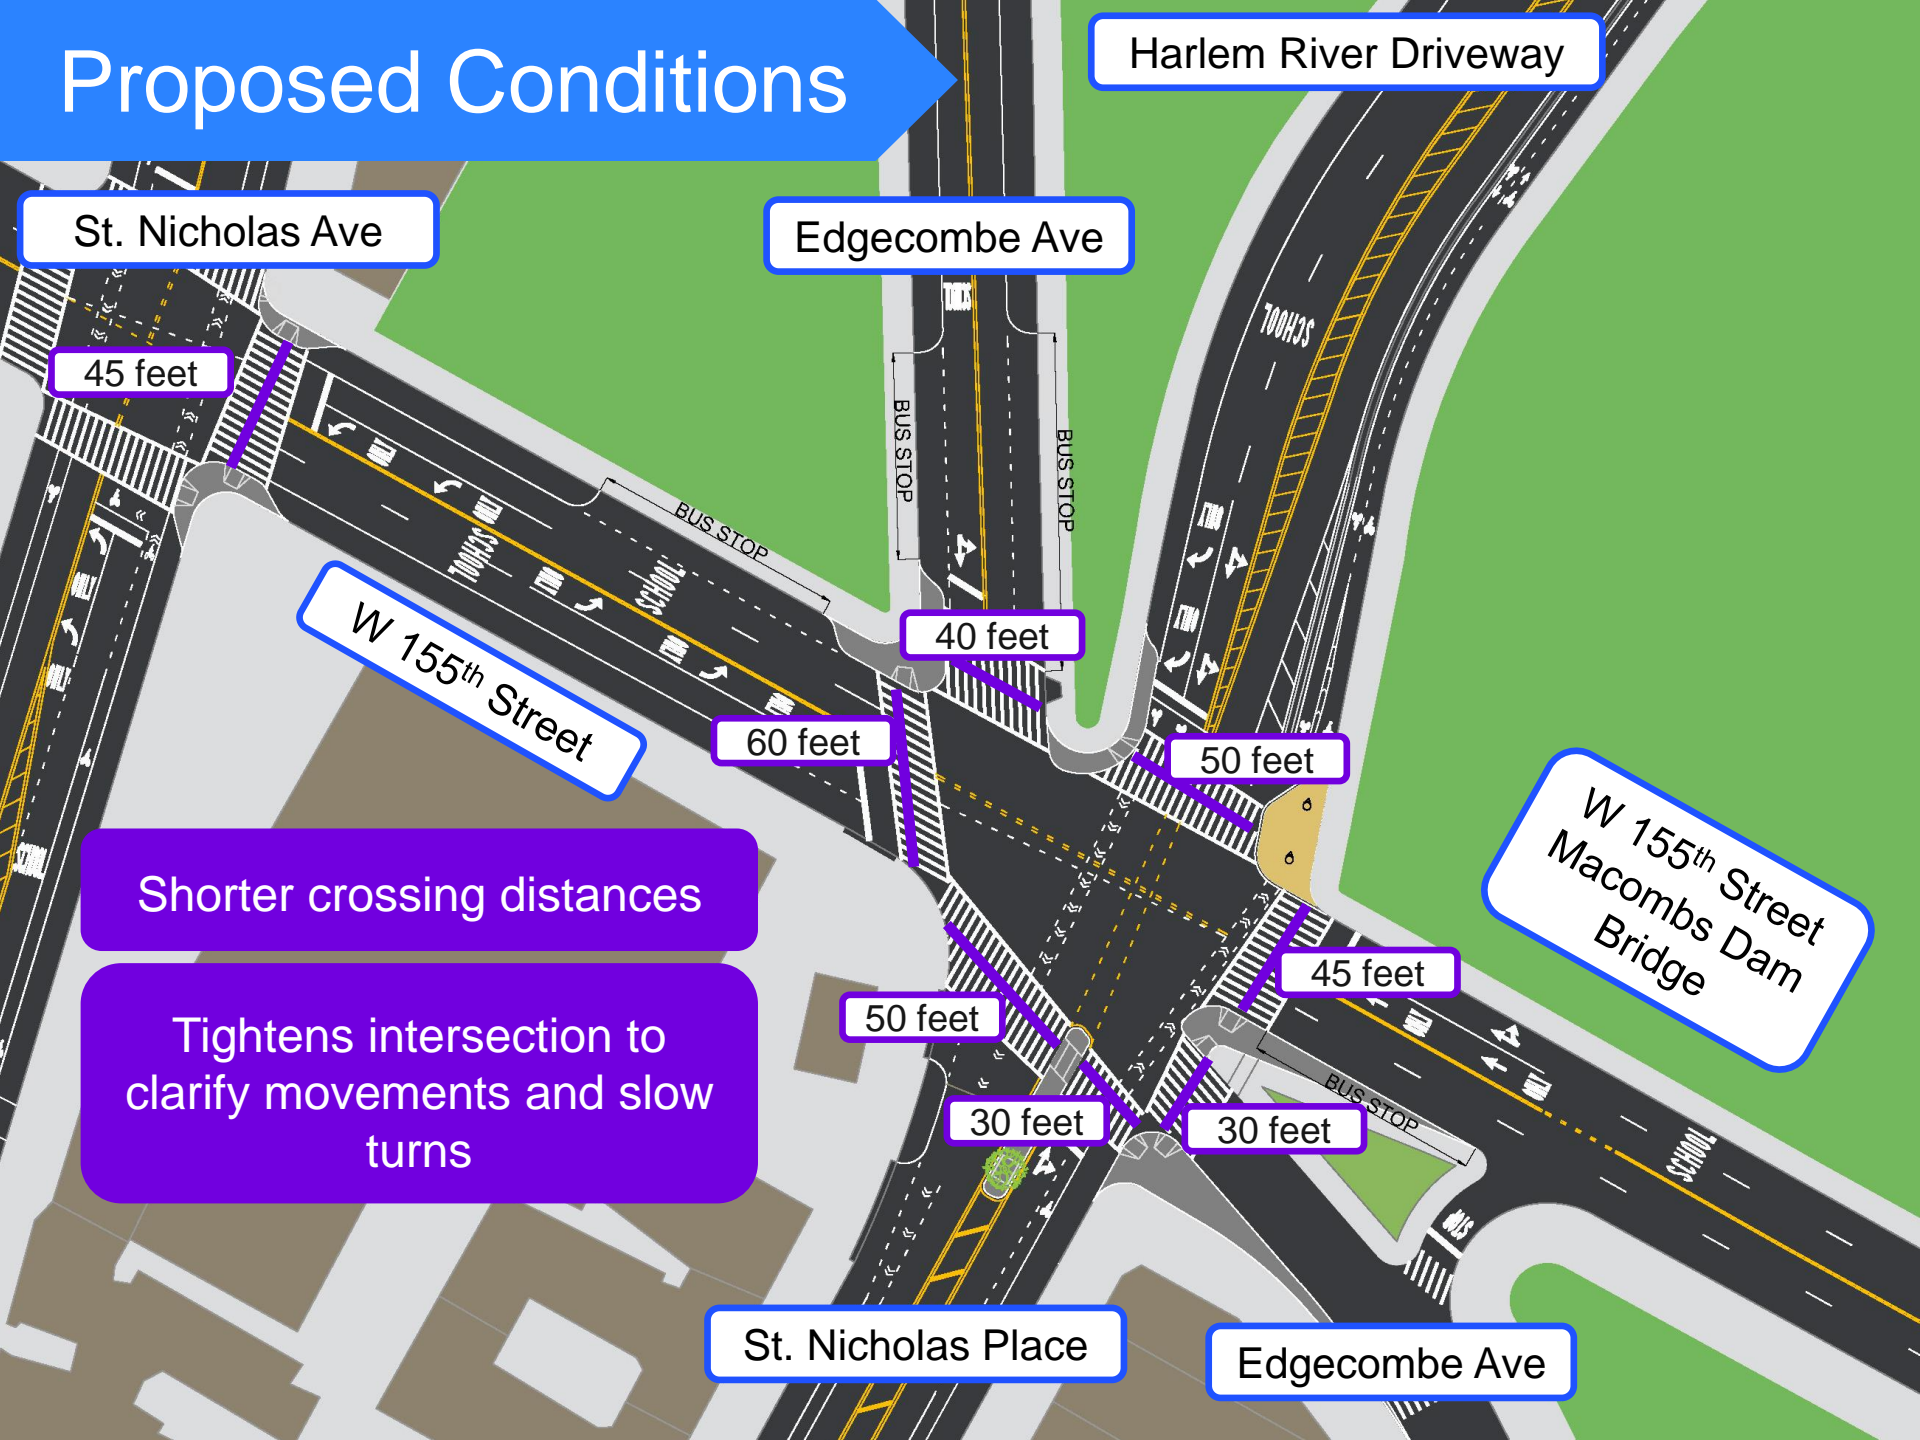 Proposed Conditions
Harlem River Driveway
St. Nicholas Ave
Edgecombe Ave
SCHOOL
45 feet
BUS STOP
BUS STOP
BUS STOP
SCHOOL
SCHOOL
W 155th Street
40 feet
60 feet
50 feet
W 155th Street
Macombs Dam
Bridge
Shorter crossing distances
45 feet
50 feet
Tightens intersection to
clarify movements and slow
turns
30 feet
30 feet
BUS STOP
SCHOOL
STOP
St. Nicholas Place
Edgecombe Ave